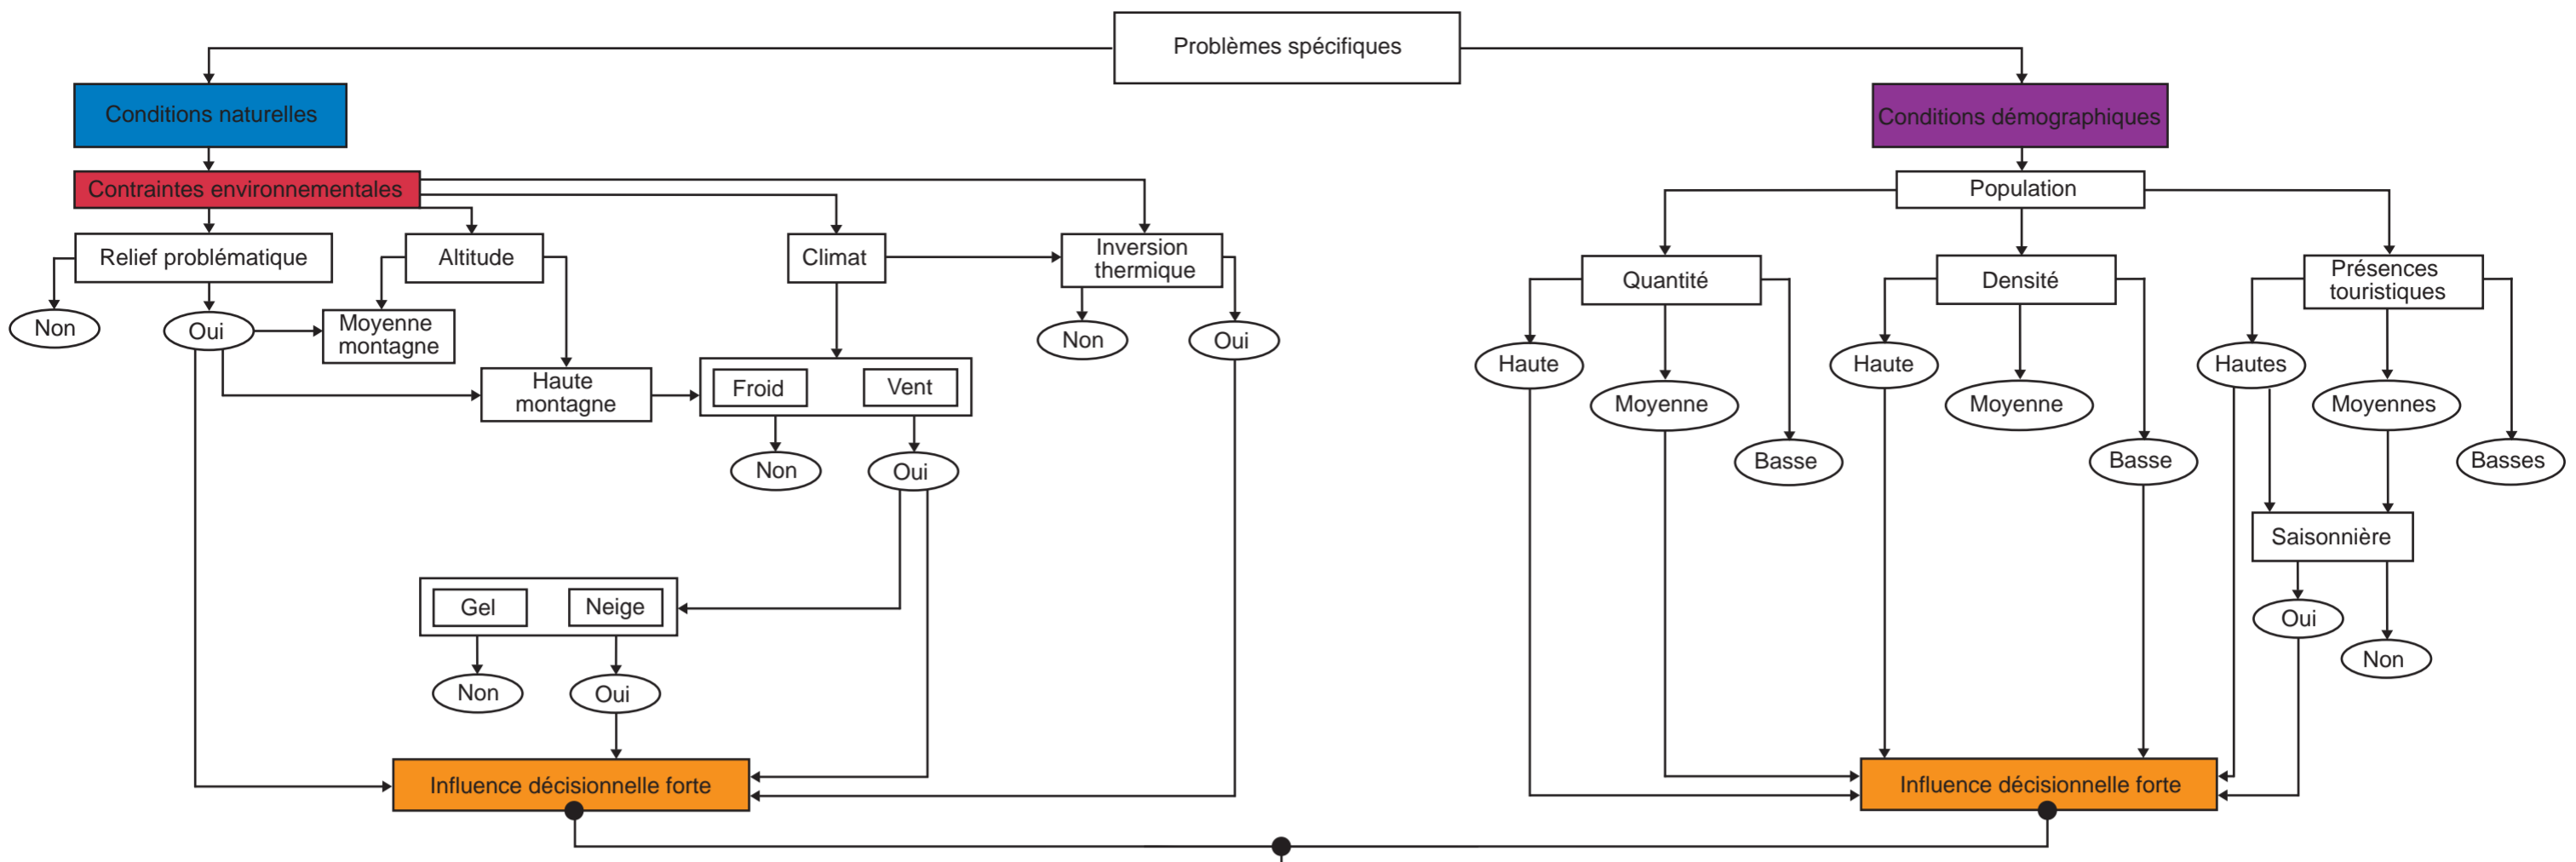 Problèmes spécifiques
Conditions naturelles
Conditions démographiques
Contraintes environnementales
Population
Relief problématique
Altitude
Climat
Inversion
thermique
Quantité
Densité
Présences
touristiques
Non
Oui
Moyenne
montagne
Non
Oui
Haute
Haute
Hautes
Haute
montagne
Froid
Vent
Moyenne
Moyenne
Moyennes
Non
Oui
Basse
Basse
Basses
Saisonnière
Gel
Neige
Oui
Non
Non
Oui
Influence décisionnelle forte
Influence décisionnelle forte